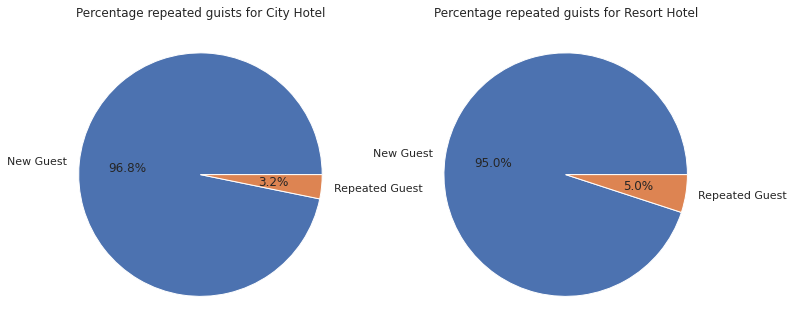 Percentage repeated guists for City Hotel
New Guest
96.8%
3.2%
Repeated Guest
Percentage repeated guists for Resort Hotel
New Guest
95.0%
5.0%
Repeated Guest